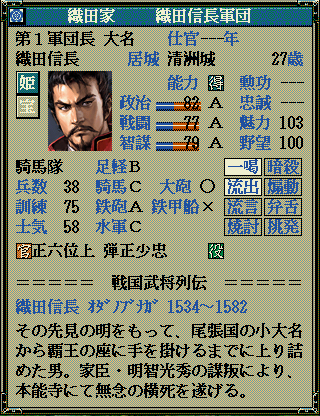 織田家 織田信長軍団
第1軍団長 大名 仕官---年
織田信長 居城 清洲城 27歳
姫 能力 得 勲功 ---
宝 政治 82 A 忠誠 ---
戦闘 77 A 魅力 103
智謀 79 A 野望 100
騎馬隊 足軽B 一喝 暗殺
兵数 38 騎馬C 大砲 ○ 流出 煽動
訓練 75 鉄砲A 鉄甲船× 流言 弁舌
士気 58 水軍C 焼討 挑発
官正六位上 弾正少忠 役
===== 戦国武将列伝 =====
織田信長 ｵﾀﾞﾉﾌﾞﾅｶﾞ 1534～1582
その先見の明をもって、尾張国の小大名
から覇王の座に手を掛けるまでに上り詰
めた男。家臣・明智光秀の謀叛により、
本能寺にて無念の横死を遂げる。